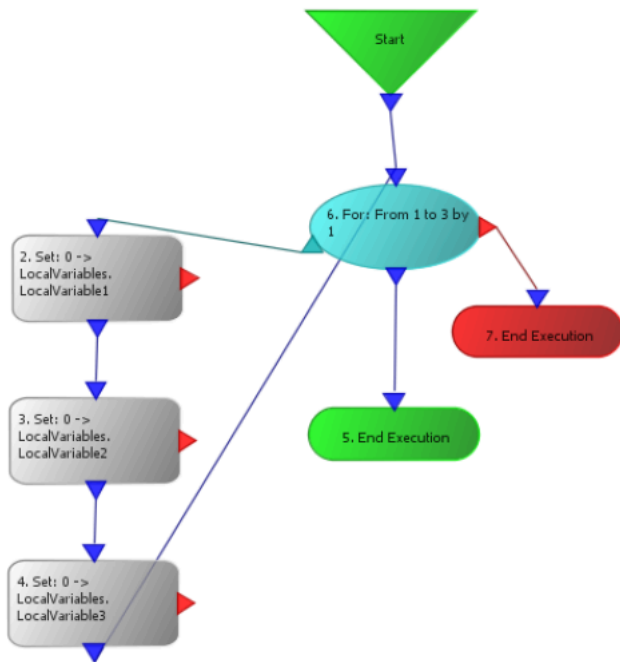 Start
6. For: From 1 to 3 by
1
2. Set: 0 ->
LocalVariables.
LocalVariable1
7. End Execution
3. Set: 0 ->
LocalVariables.
LocalVariable2
5. End Execution
4. Set: 0 ->
LocalVariables.
LocalVariable3